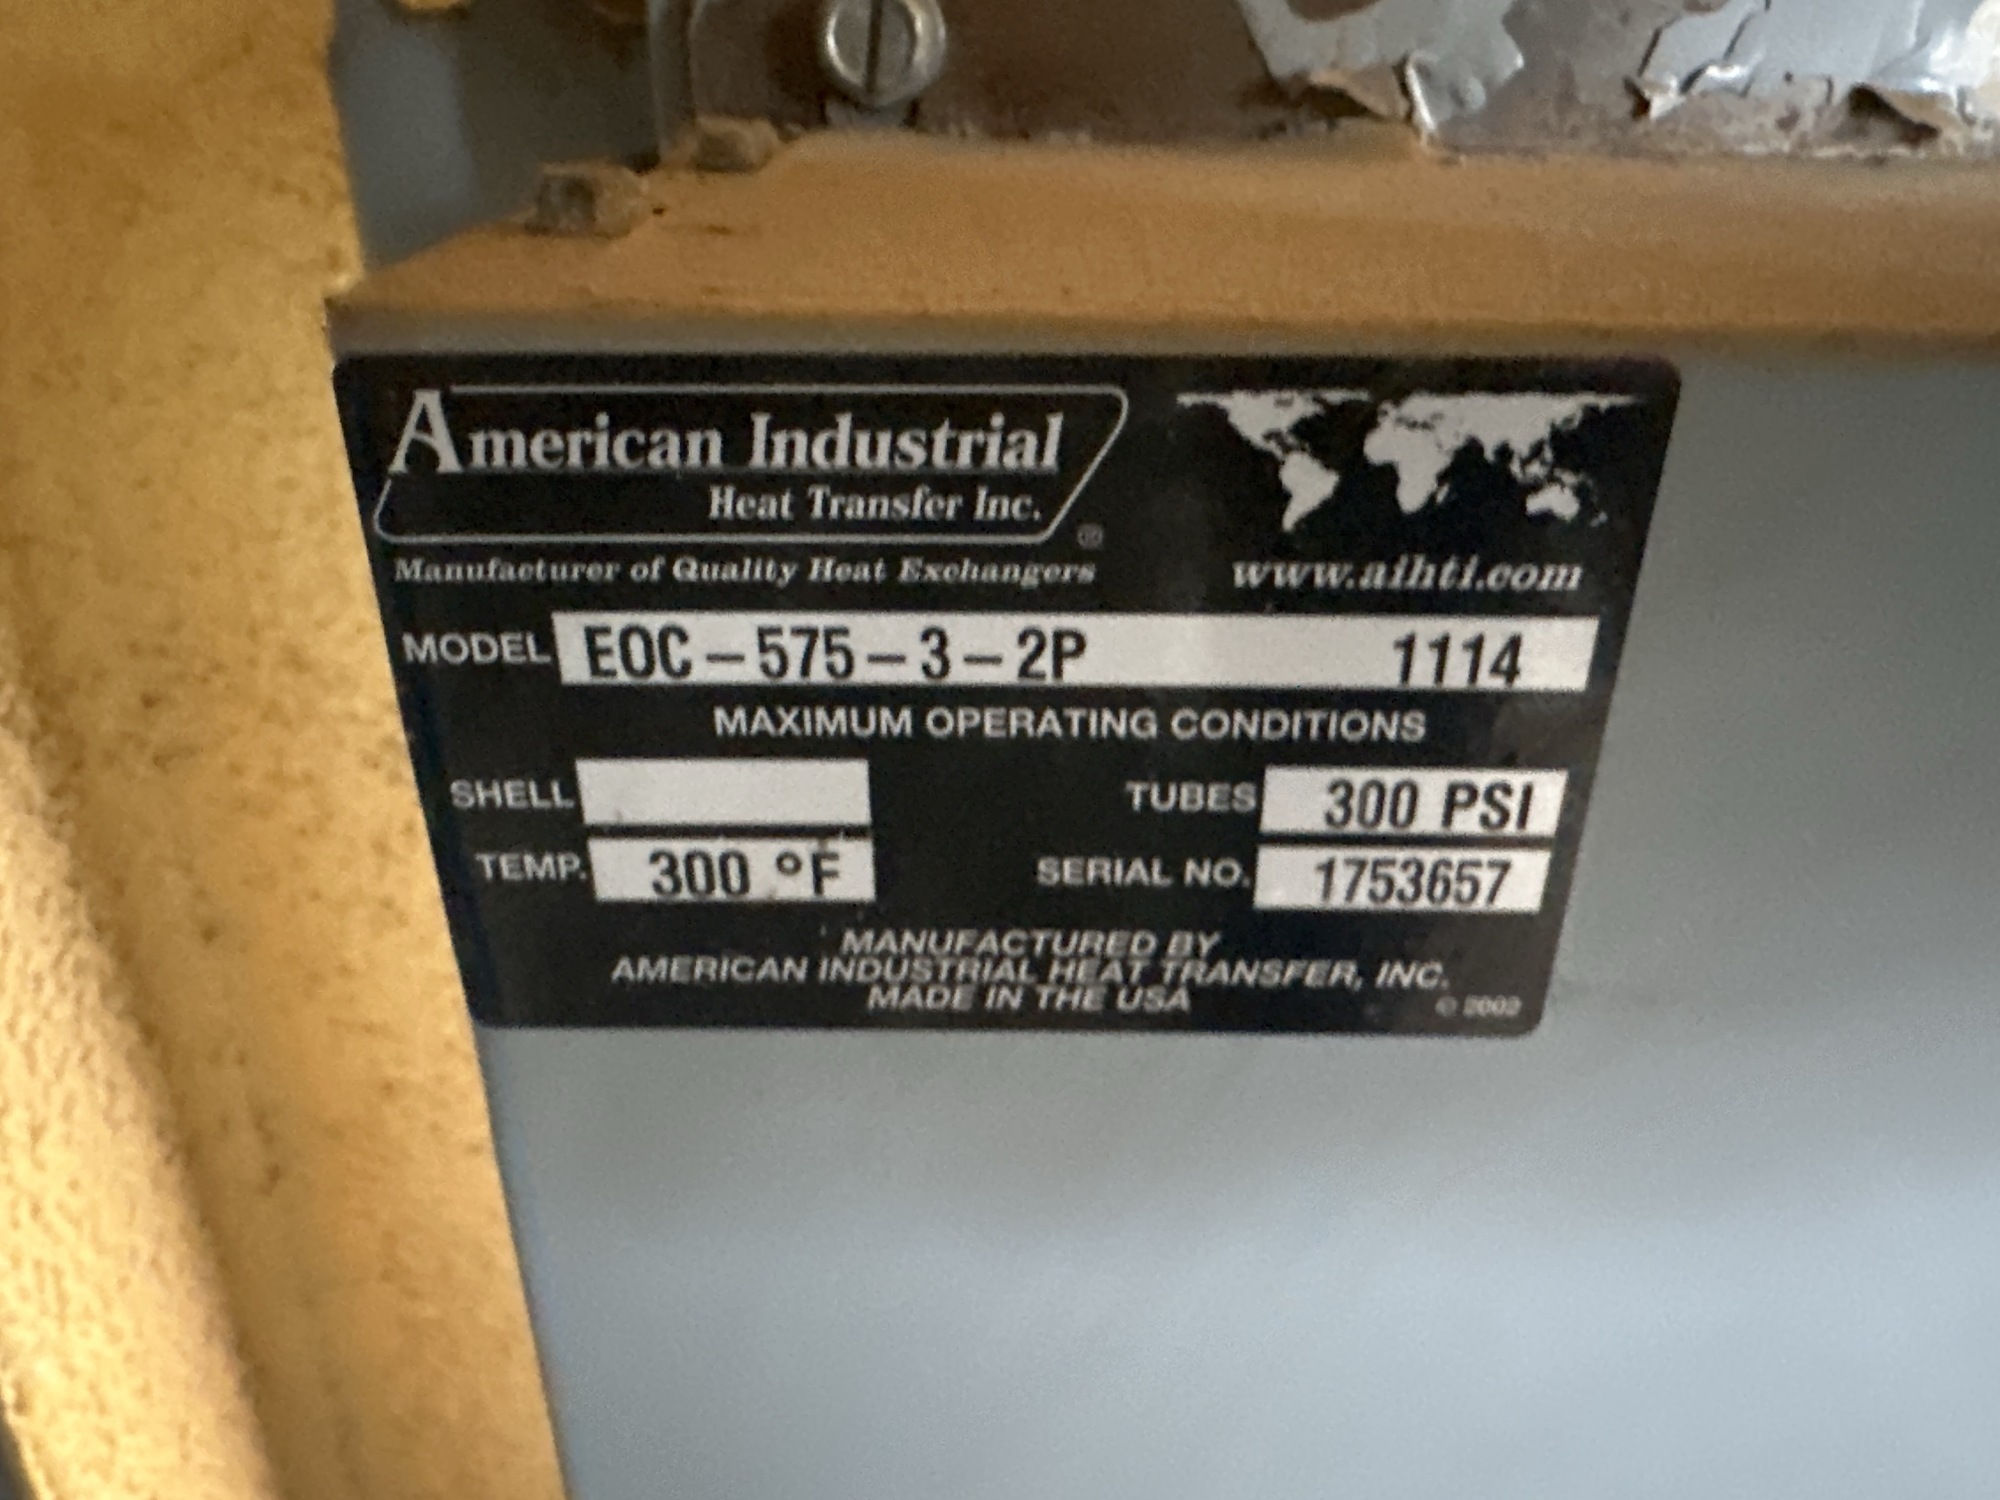 American Industrial
Heat Transfer Inc.
®
Manufacturer of Quality Heat Exchangers
www.aihti.com
MODEL EOC-575-3-2P 1114
MAXIMUM OPERATING CONDITIONS
SHELL TUBES 300 PSI
TEMP. 300 °F SERIAL NO. 1753657
MANUFACTURED BY
AMERICAN INDUSTRIAL HEAT TRANSFER, INC.
MADE IN THE USA
© 2002